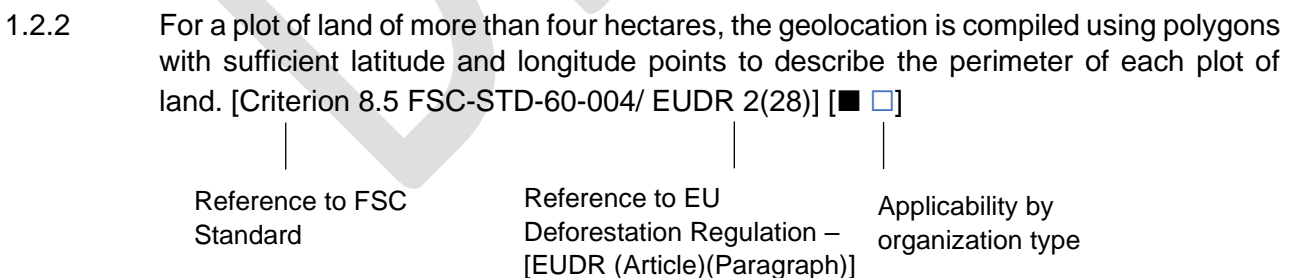 1.2.2 For a plot of land of more than four hectares, the geolocation is compiled using polygons
with sufficient latitude and longitude points to describe the perimeter of each plot of
land. [Criterion 8.5 FSC-STD-60-004/ EUDR 2(28)] [■ □]
Reference to FSC
Standard
Reference to EU
Deforestation Regulation –
[EUDR (Article)(Paragraph)]
Applicability by
organization type